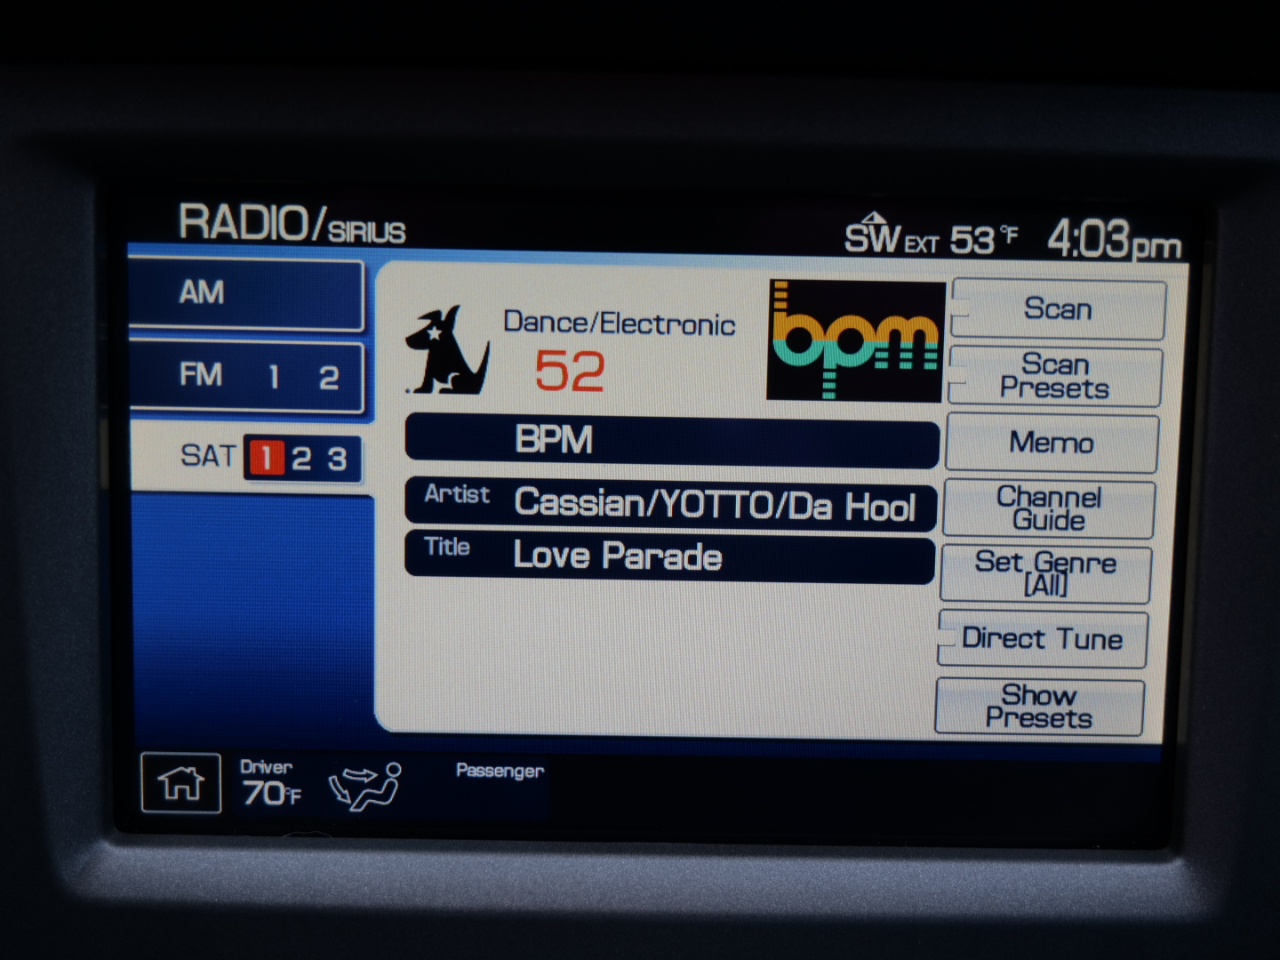 RADIO/SIRIUS
SW EXT 53°F 4:03pm
AM
FM 1 2
SAT 1 2 3
Dance/Electronic
52
bpm
BPM
Artist Cassian/YOTTO/Da Hool
Title Love Parade
Scan
Scan
Presets
Memo
Channel
Guide
Set Genre
[All]
Direct Tune
Show
Presets
Driver
70°F
Passenger